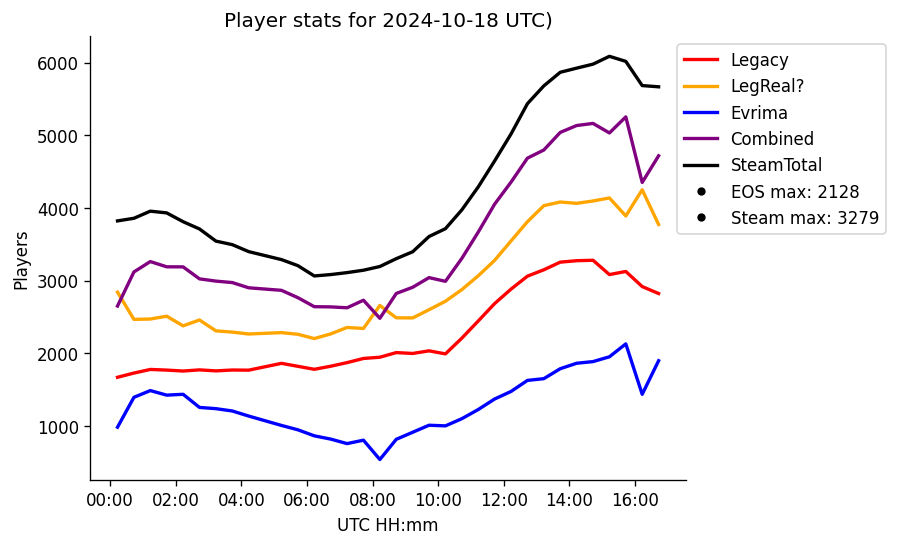 Player stats for 2024-10-18 UTC)
Players
6000
5000
4000
3000
2000
1000
00:00 02:00 04:00 06:00 08:00 10:00 12:00 14:00 16:00
UTC HH:mm
Legacy
LegReal?
Evrima
Combined
SteamTotal
EOS max: 2128
Steam max: 3279